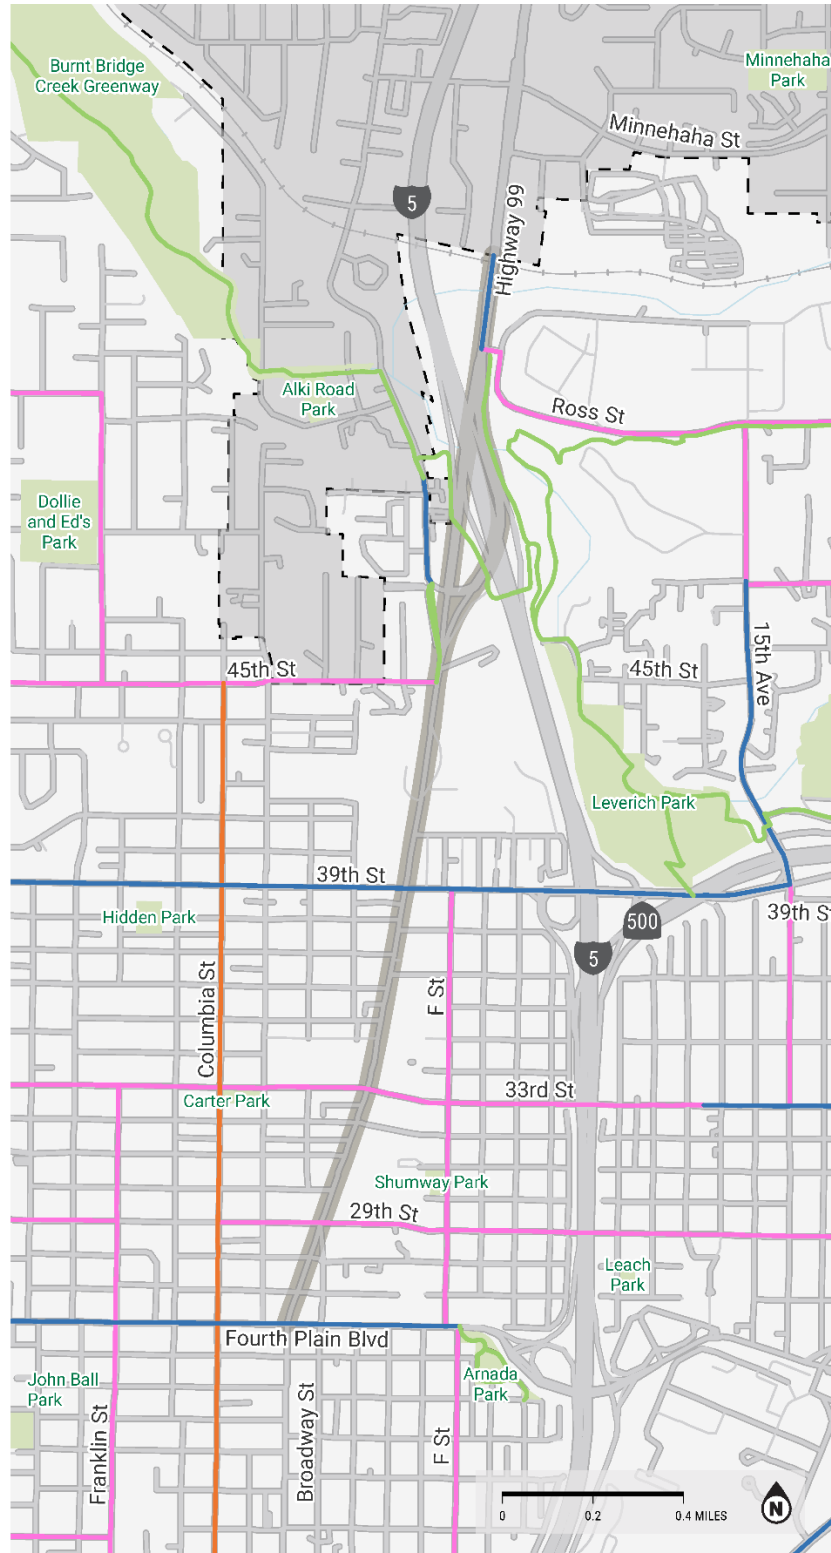 Burnt Bridge
Creek Greenway
Minnehaha
Park
Minnehaha St
5
Highway 99
Alki Road
Park
Ross St
Dollie
and Ed's
Park
45th St
45th St
15th Ave
Leverich Park
39th St
Hidden Park
500
39th St
5
Columbia St
F St
33rd St
Carter Park
Shumway Park
29th St
Leach
Park
Fourth Plain Blvd
John Ball
Park
Arnada
Park
Franklin St
Broadway St
F St
0 0.2 0.4 MILES
N